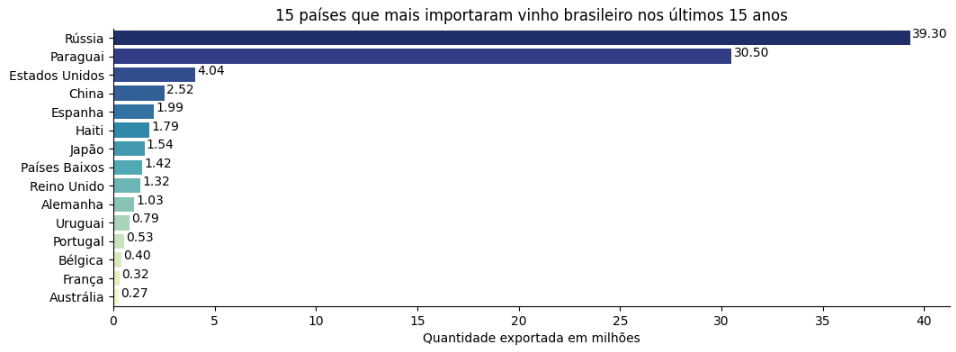 15 países que mais importaram vinho brasileiro nos últimos 15 anos
Rússia 39.30
Paraguai 30.50
Estados Unidos 4.04
China 2.52
Espanha 1.99
Haiti 1.79
Japão 1.54
Países Baixos 1.42
Reino Unido 1.32
Alemanha 1.03
Uruguai 0.79
Portugal 0.53
Bélgica 0.40
França 0.32
Austrália 0.27
0 5 10 15 20 25 30 35 40
Quantidade exportada em milhões